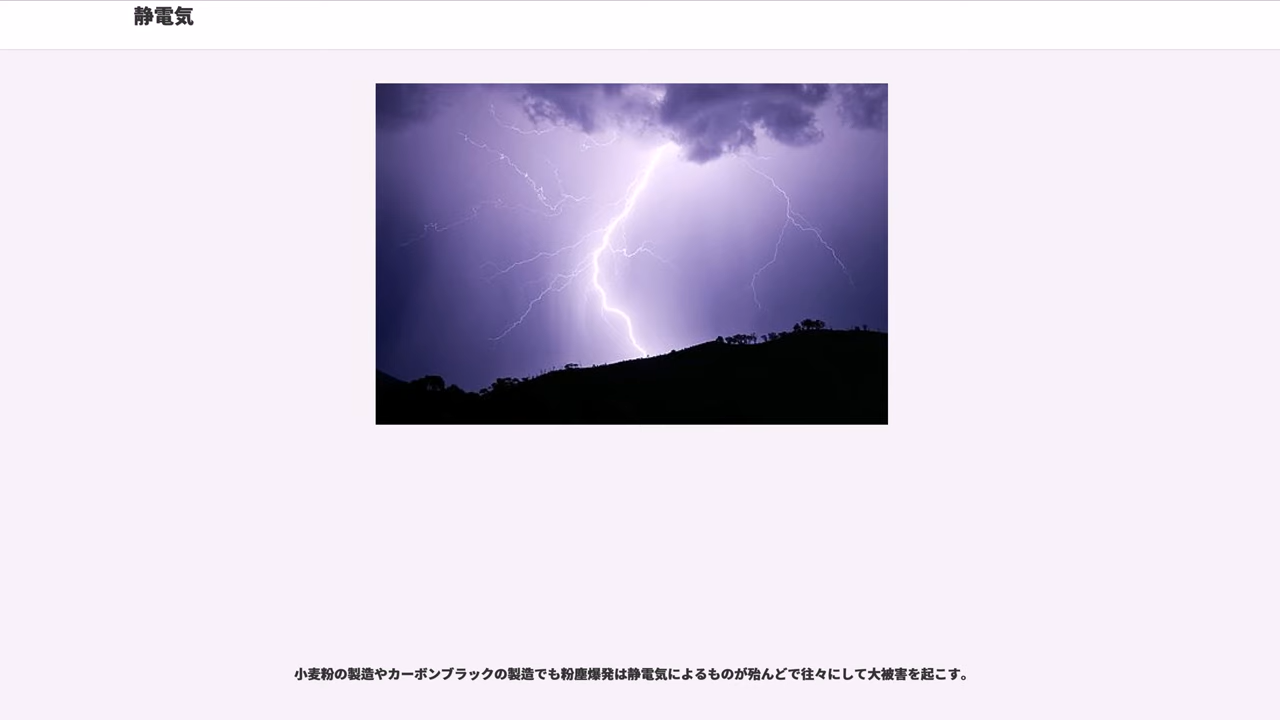 静電気
小麦粉の製造やカーボンブラックの製造でも粉塵爆発は静電気によるものが殆んどで往々にして大被害を起こす。